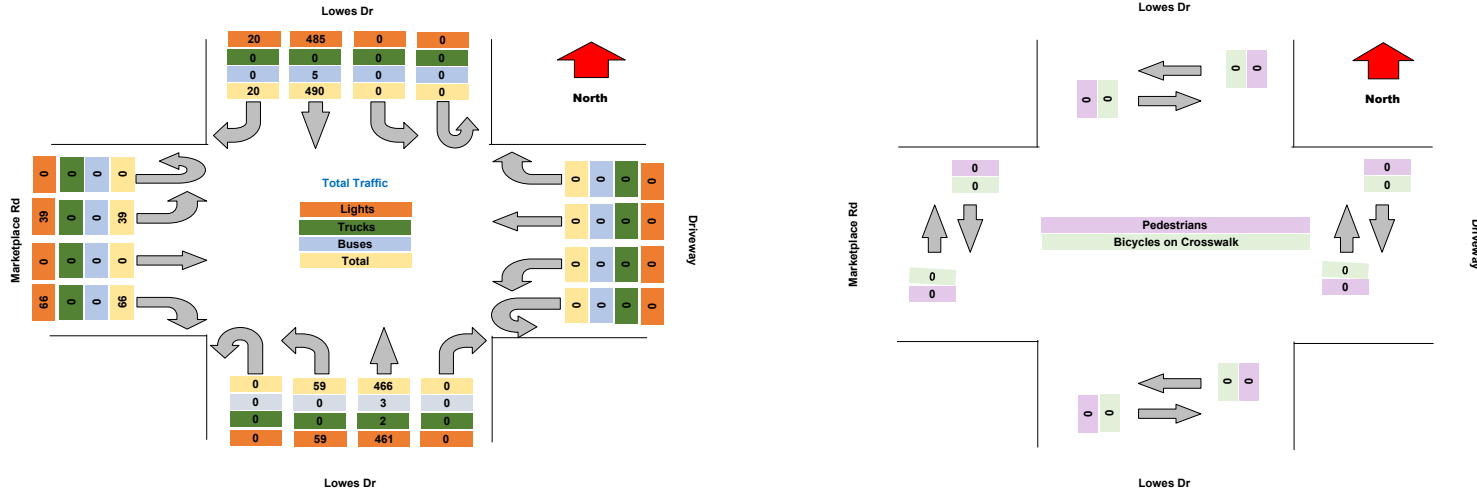 Lowes Dr
20 485 0 0
0 0 0 0
0 5 0 0
20 490 0 0
North
Marketplace Rd
0 0 0 0
39 0 0 39
0 0 0 0
66 0 0 66
Total Traffic
Lights
Trucks
Buses
Total
0 0 0 0
0 0 0 0
0 0 0 0
0 0 0 0
Driveway
0 59 466 0
0 0 3 0
0 0 2 0
0 59 461 0
Lowes Dr
Lowes Dr
0 0
0 0
North
Marketplace Rd
0
0
0
0
Pedestrians
Bicycles on Crosswalk
0
0
0
0
Driveway
0 0
0 0
Lowes Dr